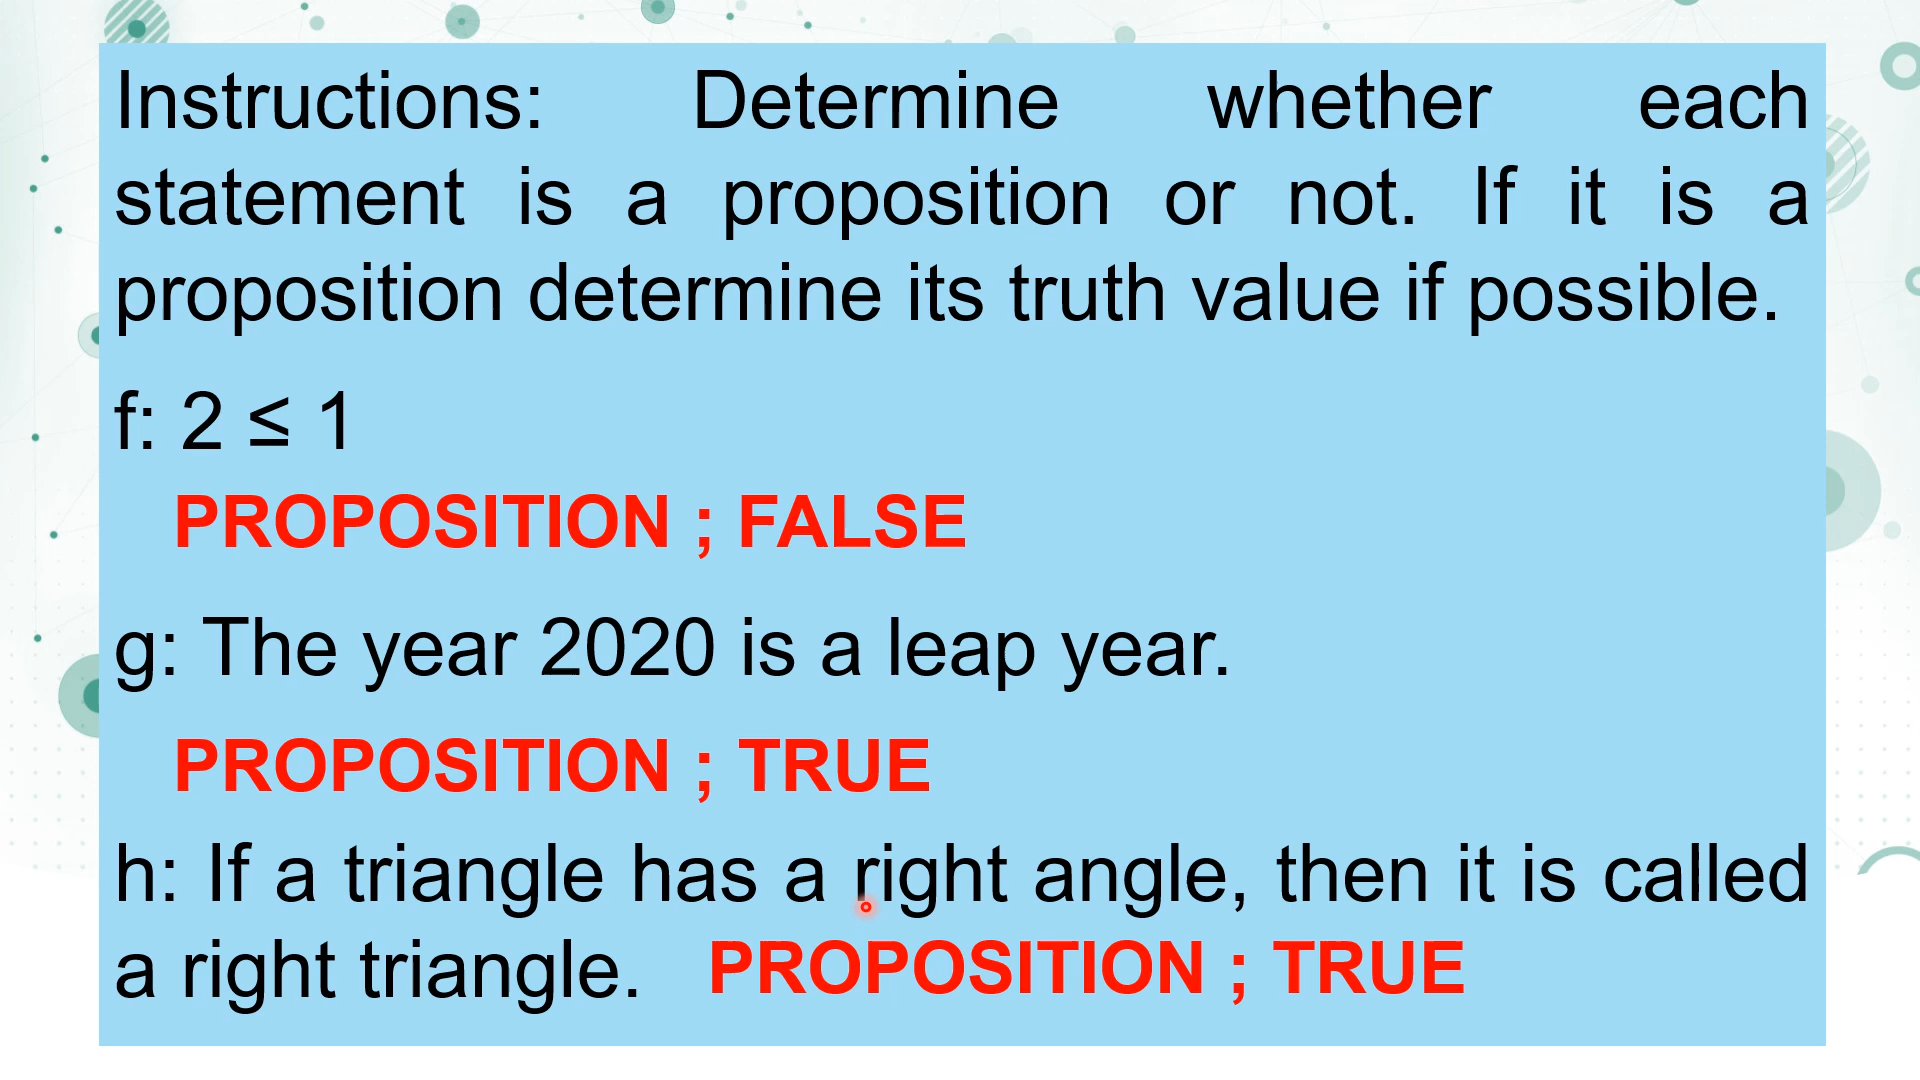 Instructions: Determine whether each
statement is a proposition or not. If it is a
proposition determine its truth value if possible.
f: 2 ≤ 1
PROPOSITION ; FALSE
g: The year 2020 is a leap year.
PROPOSITION ; TRUE
h: If a triangle has a right angle, then it is called
a right triangle. PROPOSITION ; TRUE